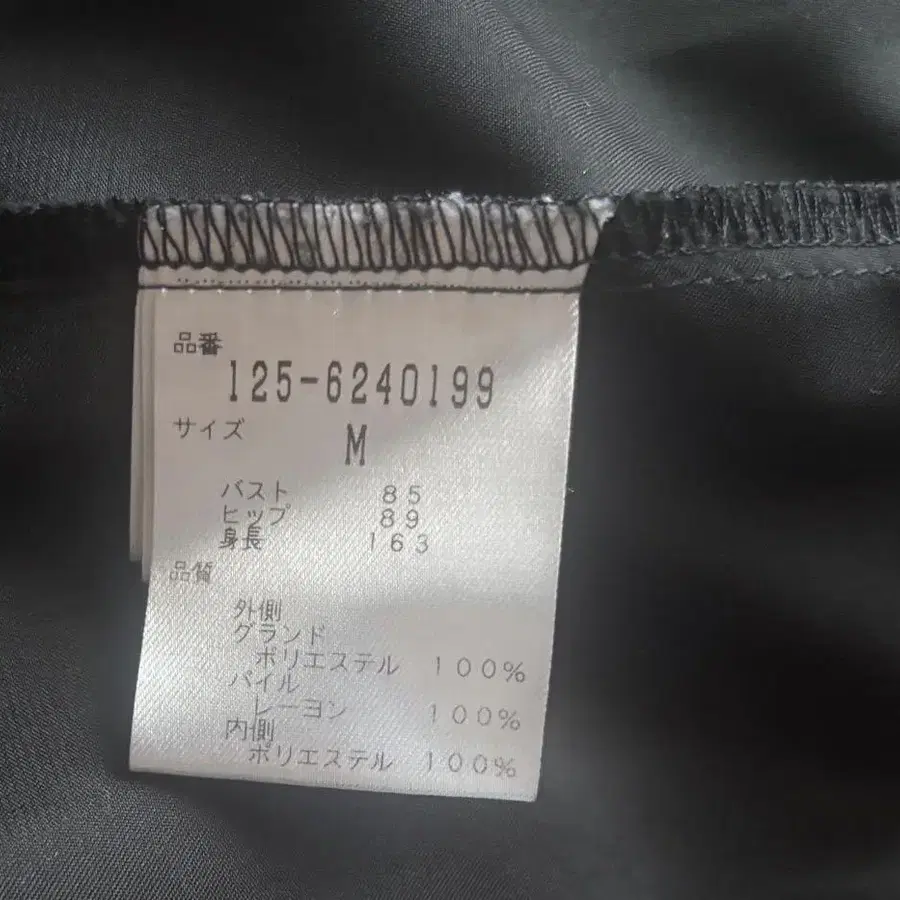 品番
125-6240199
サイズ
M
バスト 85
ヒップ 89
身長 163
品質
外側
グランド
ポリエステル 100%
パイル
レーヨン 100%
内側
ポリエステル 100%